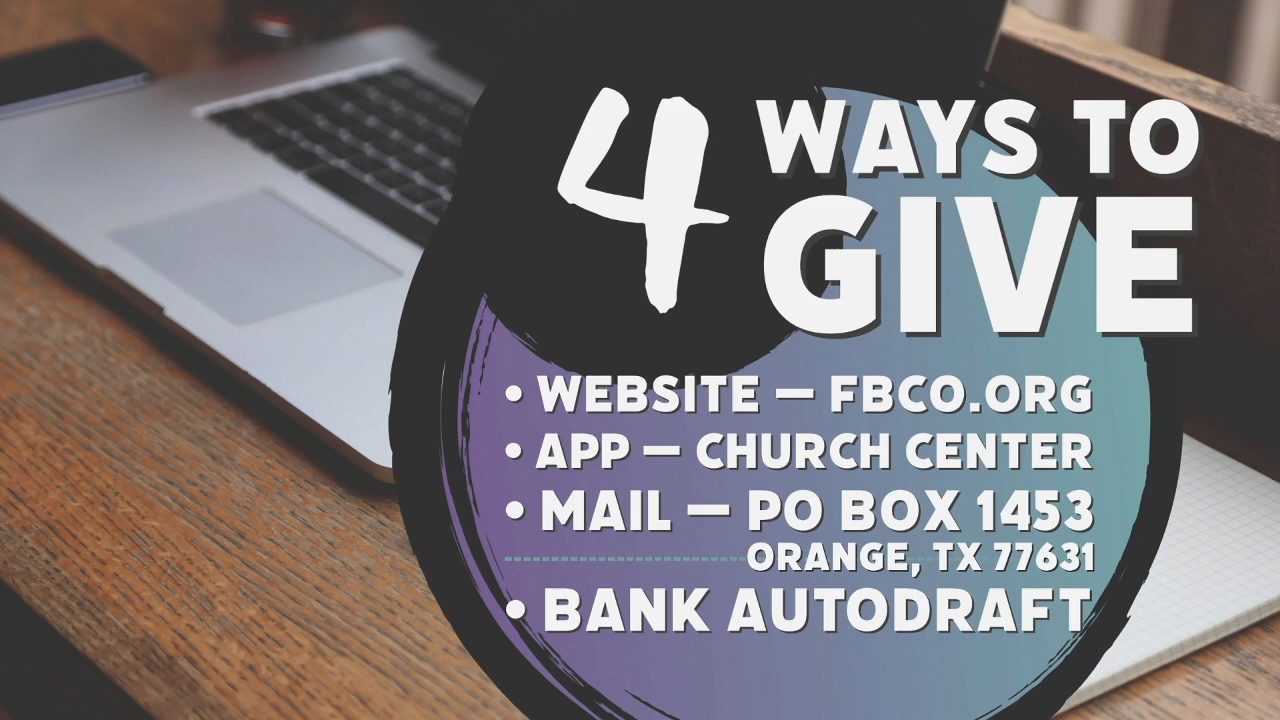 4 WAYS TO
GIVE
• WEBSITE — FBCO.ORG
• APP — CHURCH CENTER
• MAIL — PO BOX 1453
ORANGE, TX 77631
• BANK AUTODRAFT